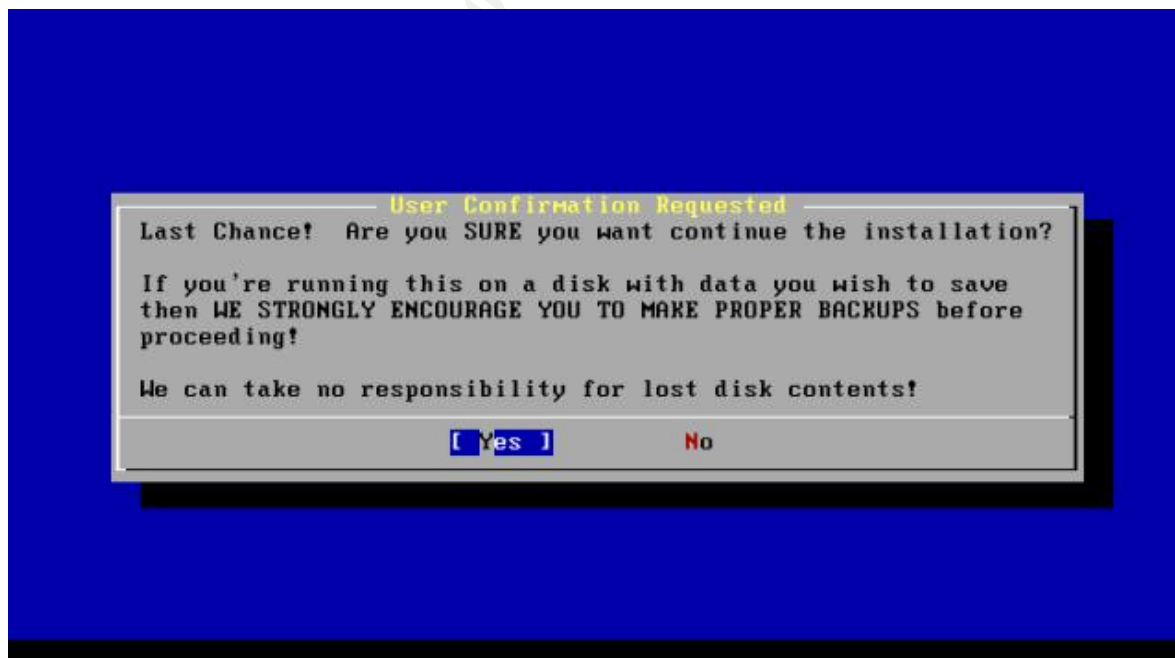 User Confirmation Requested
Last Chance! Are you SURE you want continue the installation?
If you're running this on a disk with data you wish to save
then WE STRONGLY ENCOURAGE YOU TO MAKE PROPER BACKUPS before
proceeding!
We can take no responsibility for lost disk contents!
[ Yes ] No